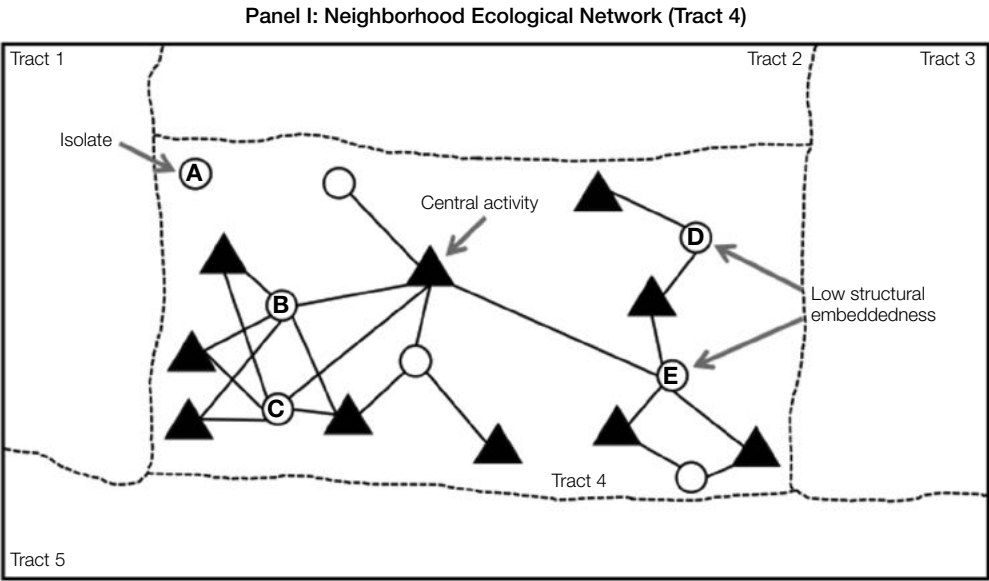 Panel I: Neighborhood Ecological Network (Tract 4)
Tract 1
Tract 2
Tract 3
Isolate
A
Central activity
D
B
Low structural
embeddedness
E
C
Tract 4
Tract 5